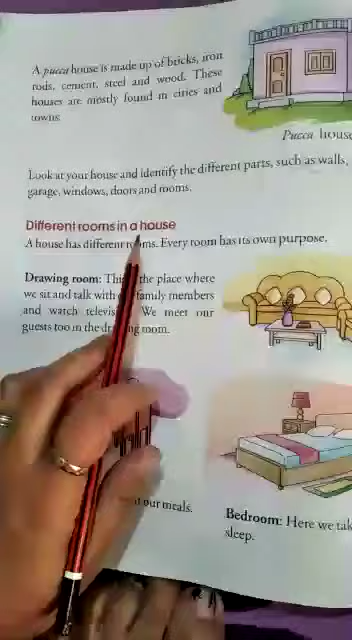 A pucca house is made up of bricks, iron
rods, cement, steel and wood. These
houses are mostly found in cities and
towns.
Pucca house
Look at your house and identify the different parts, such as walls,
garage, windows, doors and rooms.
Different rooms in a house
A house has different rooms. Every room has its own purpose.
Drawing room: This the place where
we sit and talk with family members
and watch We meet our
guests too in the room.
our meals.
Bedroom: Here we
sleep.